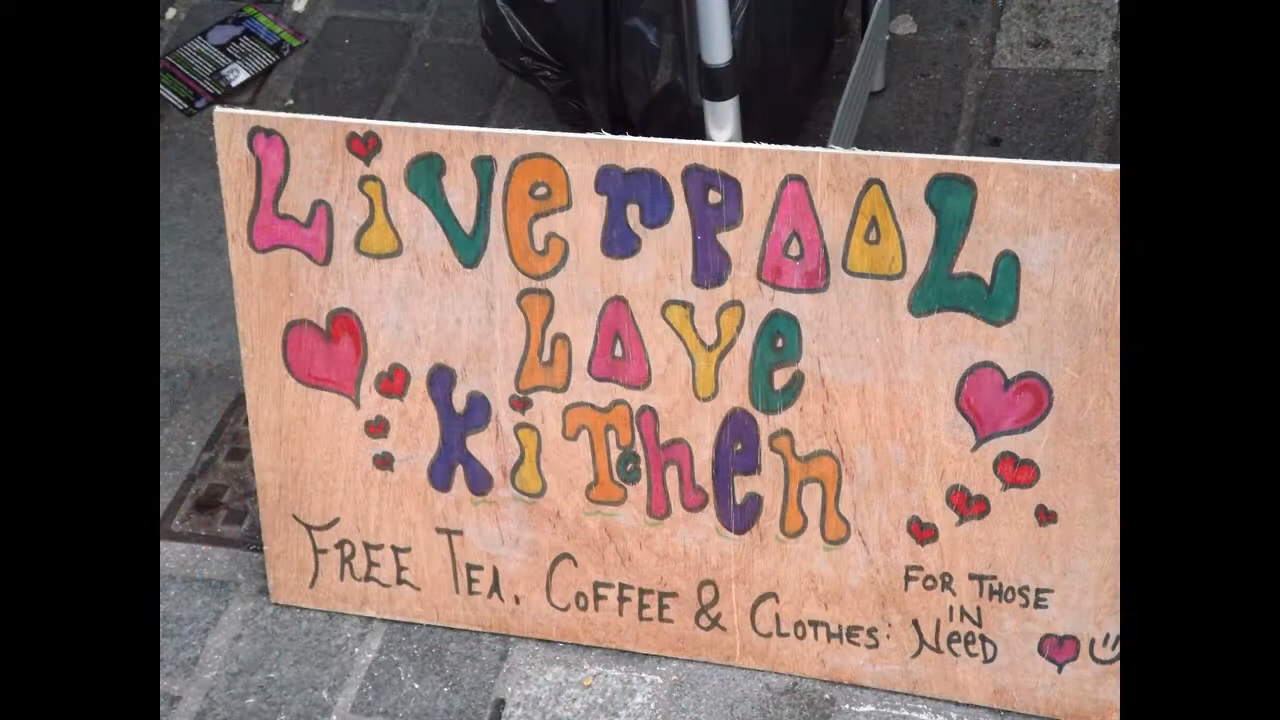 LiverpooL
Love
KiTchen
FREE TEA, COFFEE & CLOTHES:
FOR THOSE
IN
Need